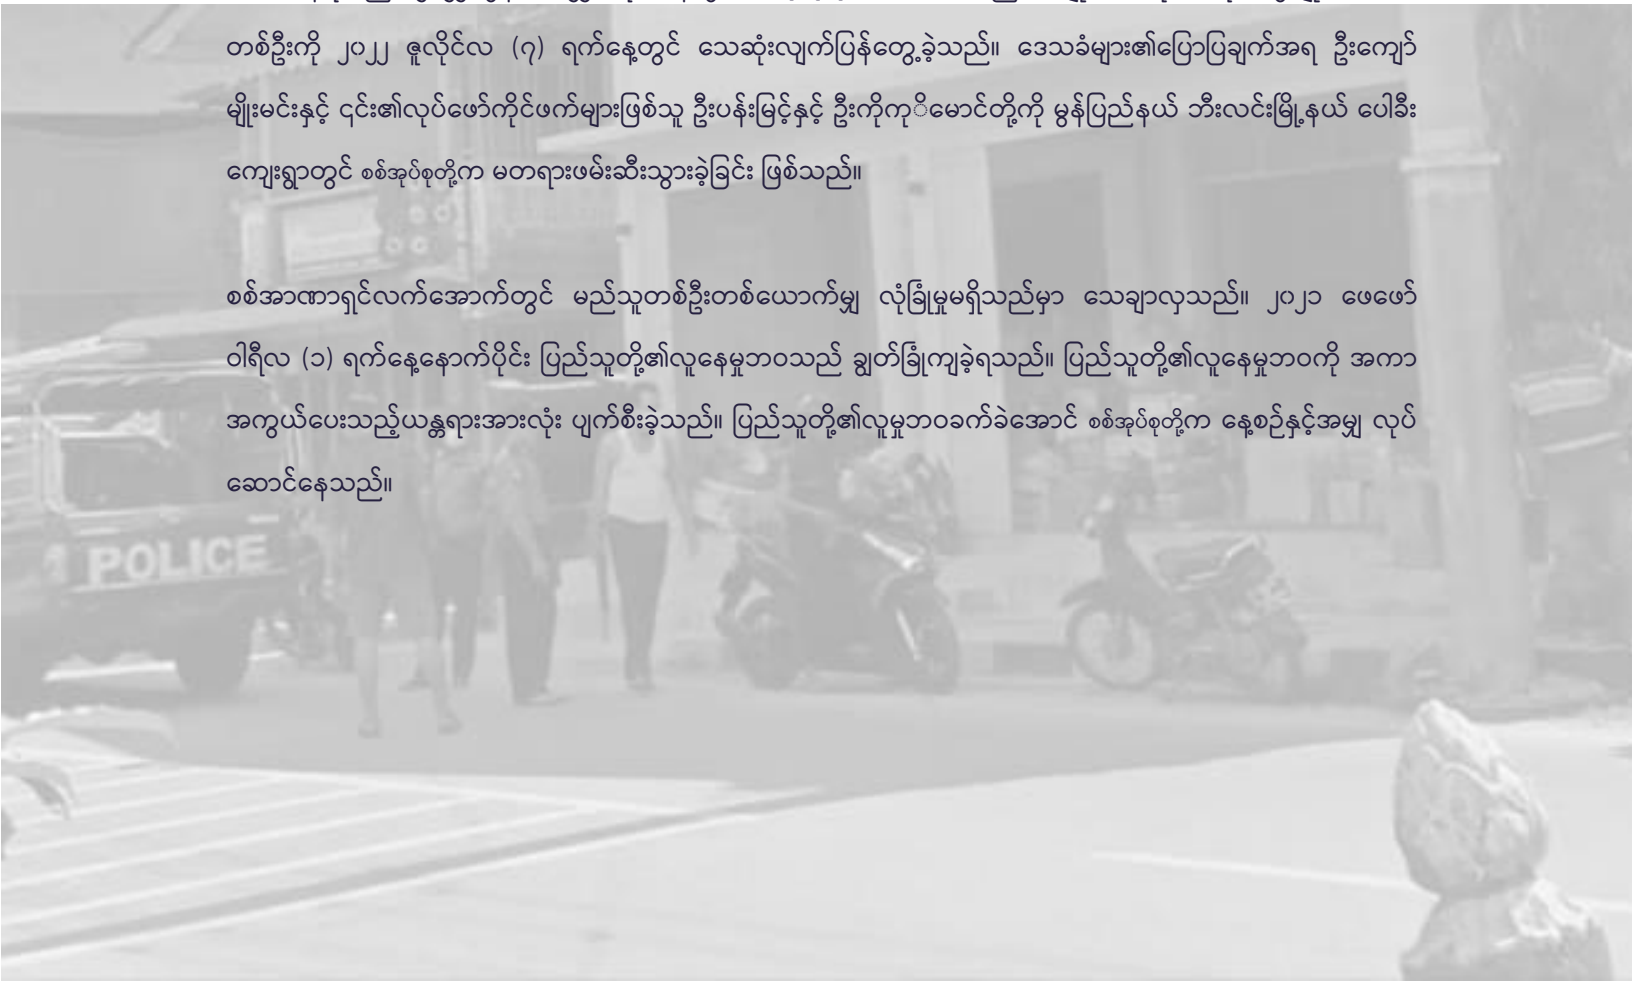 တစ်ဦးကို ၂၀၂၂ ဇူလိုင်လ (၇) ရက်နေ့တွင် သေဆုံးလျက်ပြန်တွေ့ခဲ့သည်။ ဒေသခံများ၏ပြောပြချက်အရ ဦးကျော်
မျိုးမင်းနှင့် ၎င်း၏လုပ်ဖော်ကိုင်ဖက်များဖြစ်သူ ဦးပန်းမြင့်နှင့် ဦးကိုကုိမောင်တို့ကို မွန်ပြည်နယ် ဘီးလင်းမြို့နယ် ပေါခီး
ကျေးရွာတွင် စစ်အုပ်စုတို့က မတရားဖမ်းဆီးသွားခဲ့ခြင်း ဖြစ်သည်။
စစ်အာဏာရှင်လက်အောက်တွင် မည်သူတစ်ဦးတစ်ယောက်မျှ လုံခြုံမှုမရှိသည်မှာ သေချာလှသည်။ ၂၀၂၁ ဖေဖော်
ဝါရီလ (၁) ရက်နေ့နောက်ပိုင်း ပြည်သူတို့၏လူနေမှုဘဝသည် ချွတ်ခြုံကျခဲ့ရသည်။ ပြည်သူတို့၏လူနေမှုဘဝကို အကာ
အကွယ်ပေးသည့်ယန္တရားအားလုံး ပျက်စီးခဲ့သည်။ ပြည်သူတို့၏လူမှုဘဝခက်ခဲအောင် စစ်အုပ်စုတို့က နေ့စဉ်နှင့်အမျှ လုပ်
ဆောင်နေသည်။
POLICE